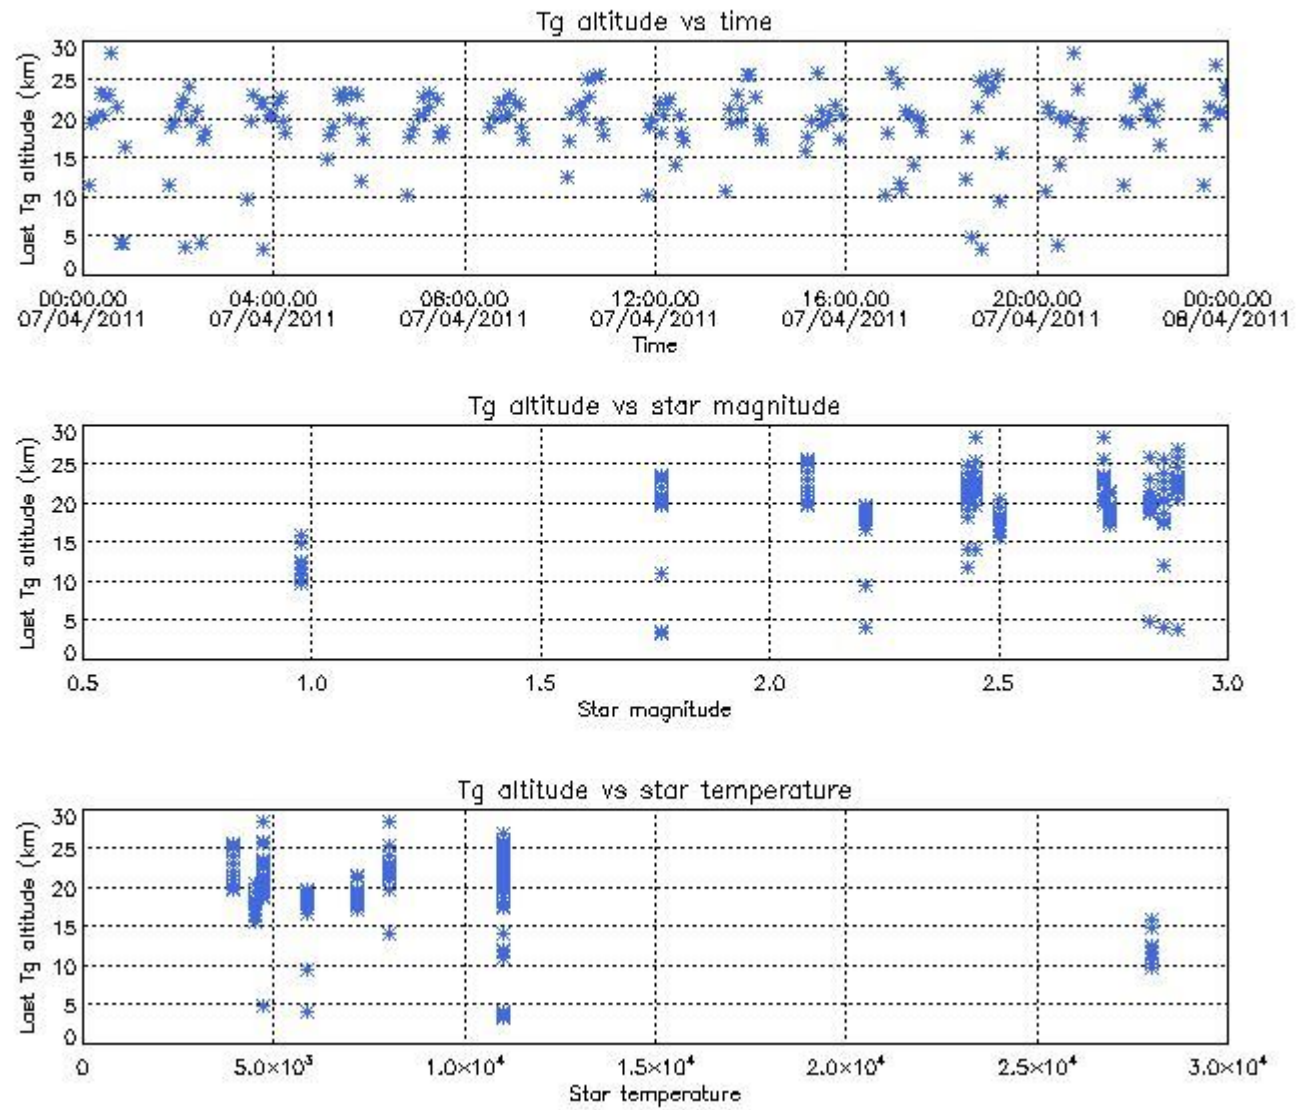 Tg altitude vs time
Last Tg altitude (km)
30
25
20
15
10
5
0
00:00.00 04:00.00 08:00.00 12:00.00 16:00.00 20:00.00 00:00.00
07/04/2011 07/04/2011 07/04/2011 07/04/2011 07/04/2011 07/04/2011 08/04/2011
Time
Tg altitude vs star magnitude
Last Tg altitude (km)
30
25
20
15
10
5
0
0.5 1.0 1.5 2.0 2.5 3.0
Star magnitude
Tg altitude vs star temperature
Last Tg altitude (km)
30
25
20
15
10
5
0
0 5.0×10³ 1.0×10⁴ 1.5×10⁴ 2.0×10⁴ 2.5×10⁴ 3.0×10⁴
Star temperature